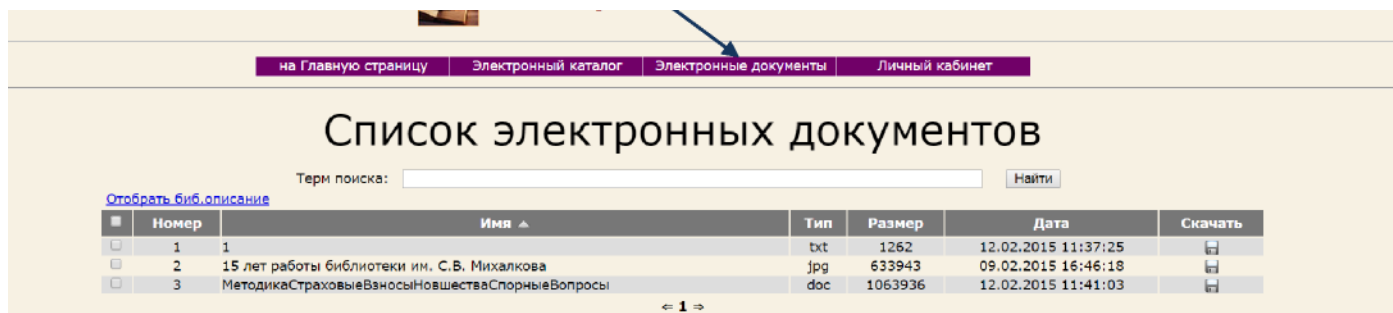 на Главную страницу Электронный каталог Электронные документы Личный кабинет
Список электронных документов
Терм поиска: Найти
Отобрать биб.описание
Номер Имя Тип Размер Дата Скачать
1 1 txt 1262 12.02.2015 11:37:25
2 15 лет работы библиотеки им. С.В. Михалкова jpg 633943 09.02.2015 16:46:18
3 МетодикаСтраховыеВзносыНовшестваСпорныеВопросы doc 1063936 12.02.2015 11:41:03
⇐ 1 ⇒